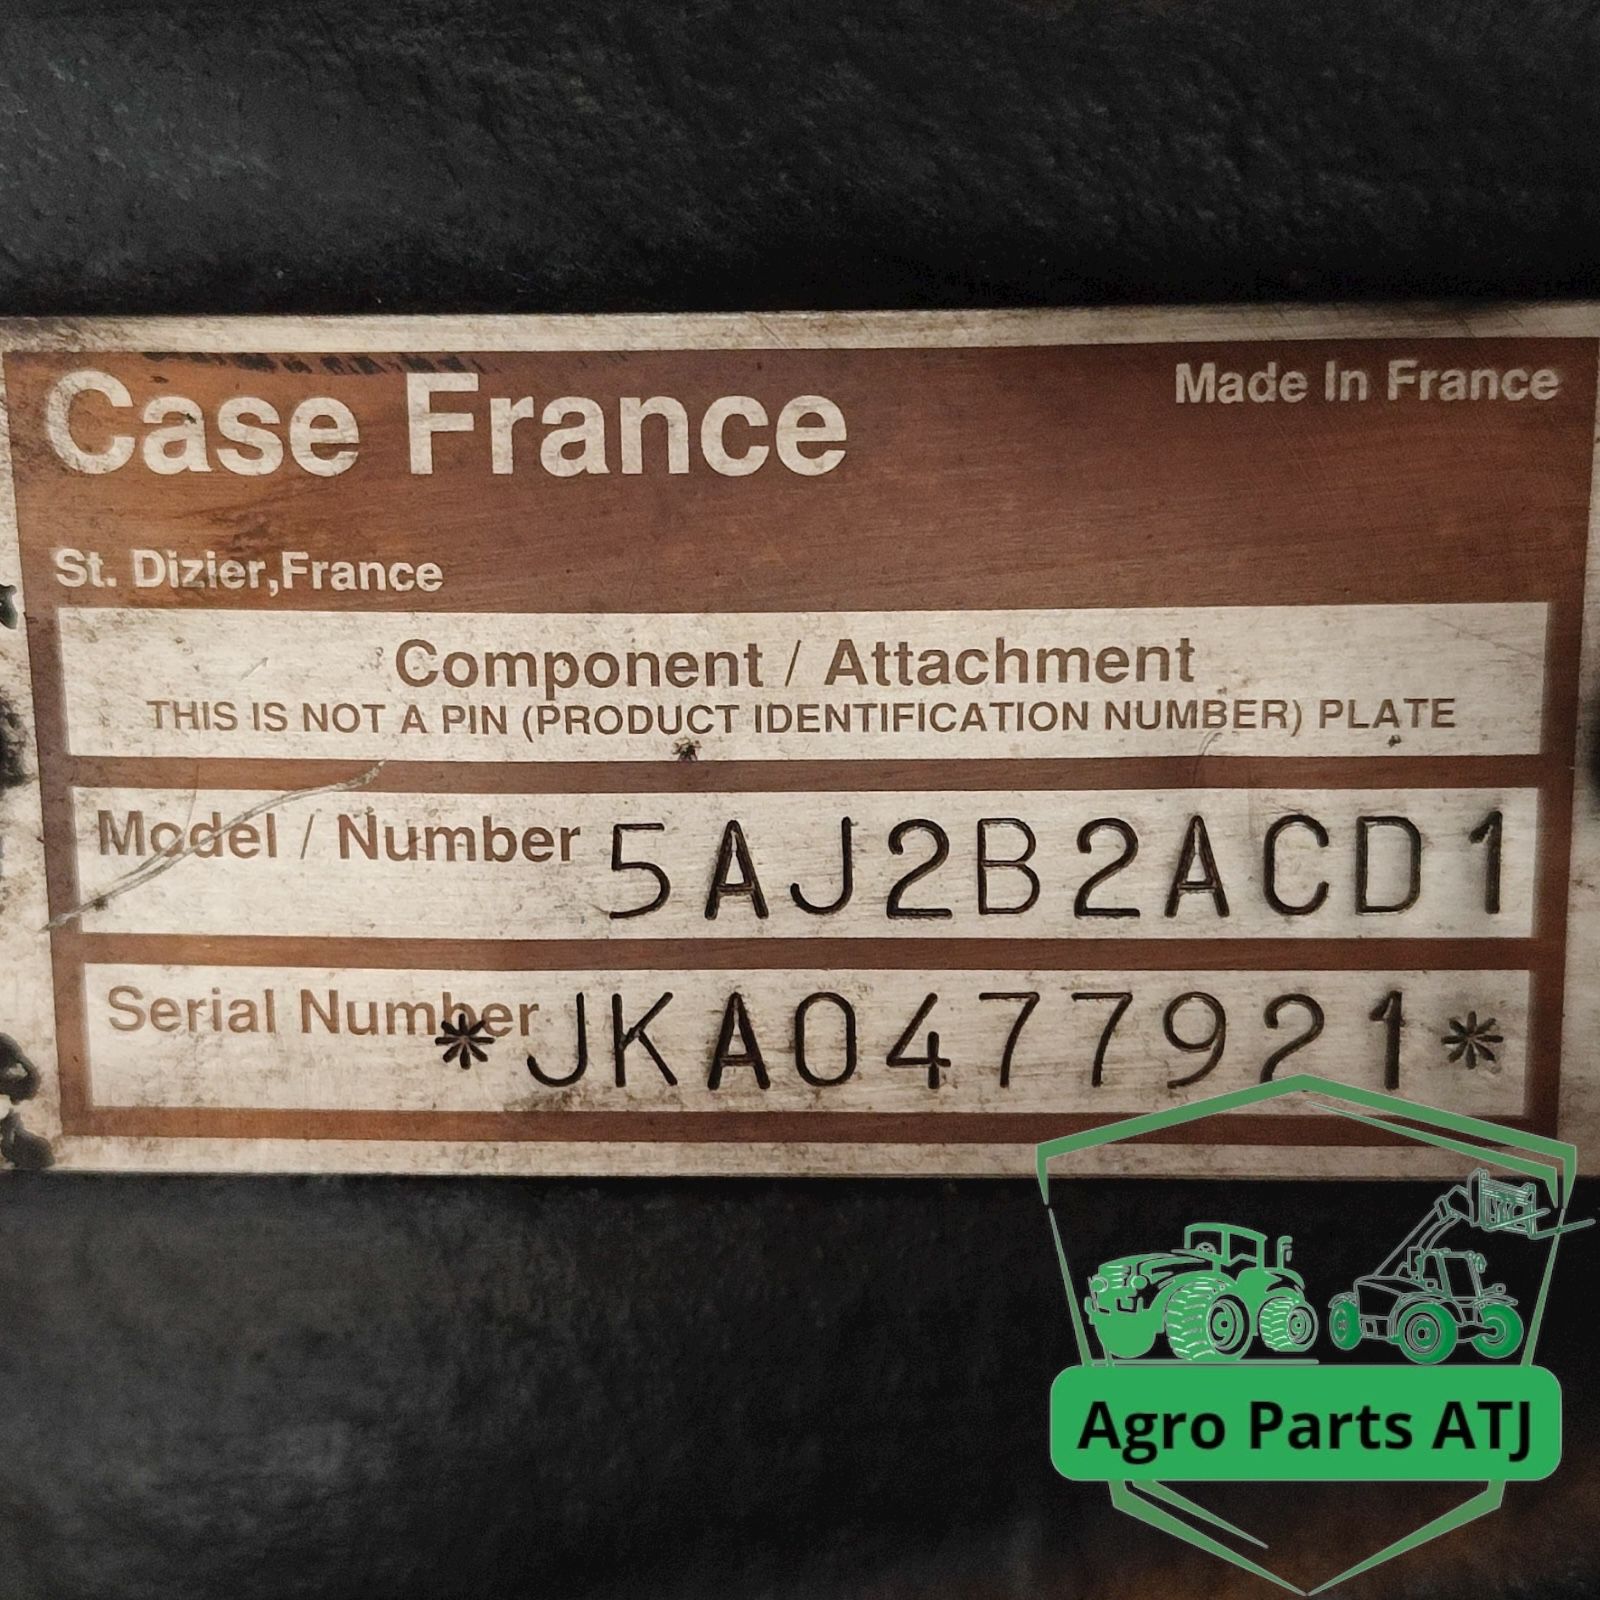 Case France
Made In France
St. Dizier,France
Component / Attachment
THIS IS NOT A PIN (PRODUCT IDENTIFICATION NUMBER) PLATE
Model / Number 5AJ2B2ACD1
Serial Number *JKA0477921*
Agro Parts ATJ